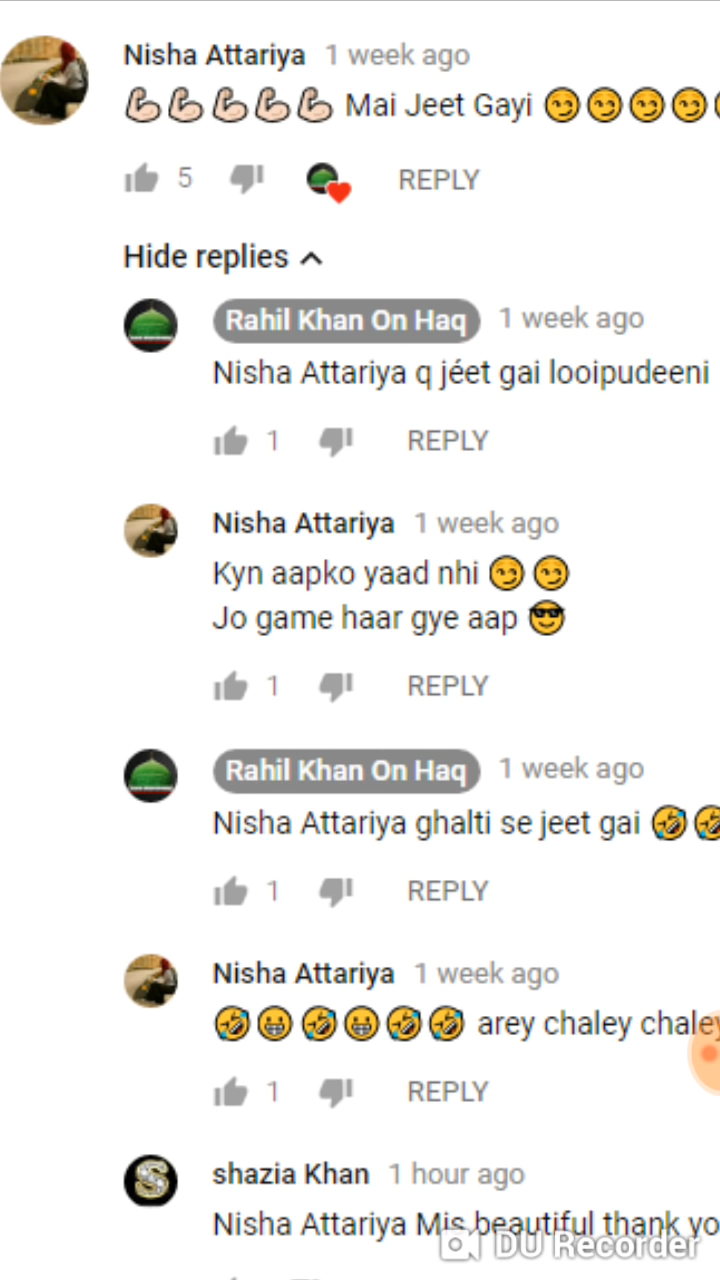 Nisha Attariya 1 week ago
💪🏻💪🏻💪🏻💪🏻💪🏻 Mai Jeet Gayi 😏😏😏😏
5 REPLY
Hide replies
Rahil Khan On Haq 1 week ago
Nisha Attariya q jéet gai looipudeeni
1 REPLY
Nisha Attariya 1 week ago
Kyn aapko yaad nhi 😏😏
Jo game haar gye aap 😎
1 REPLY
Rahil Khan On Haq 1 week ago
Nisha Attariya ghalti se jeet gai 🤣🤣
1 REPLY
Nisha Attariya 1 week ago
🤣😁🤣😁🤣🤣 arey chaley chaley
1 REPLY
S
shazia Khan 1 hour ago
Nisha Attariya Mis beautiful thank yo
DU Recorder